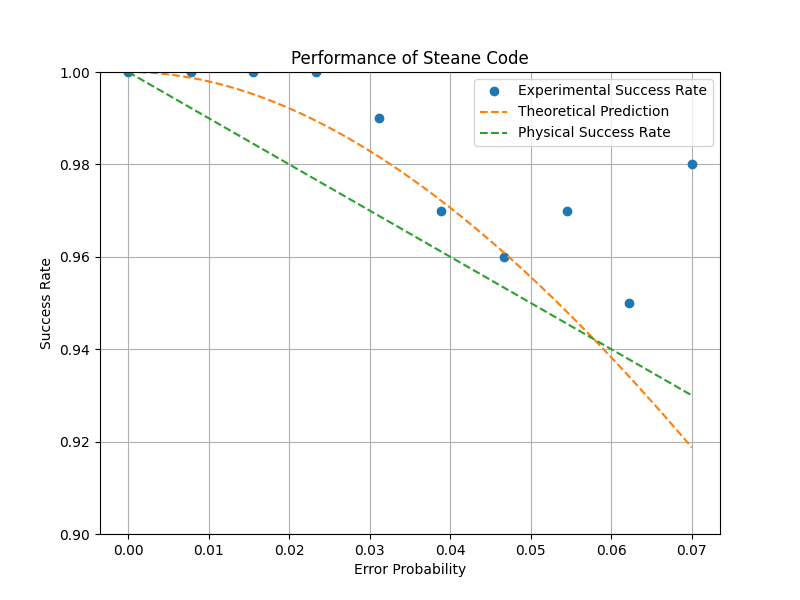 Performance of Steane Code
Experimental Success Rate
Theoretical Prediction
Physical Success Rate
Success Rate
1.00
0.98
0.96
0.94
0.92
0.90
0.00 0.01 0.02 0.03 0.04 0.05 0.06 0.07
Error Probability